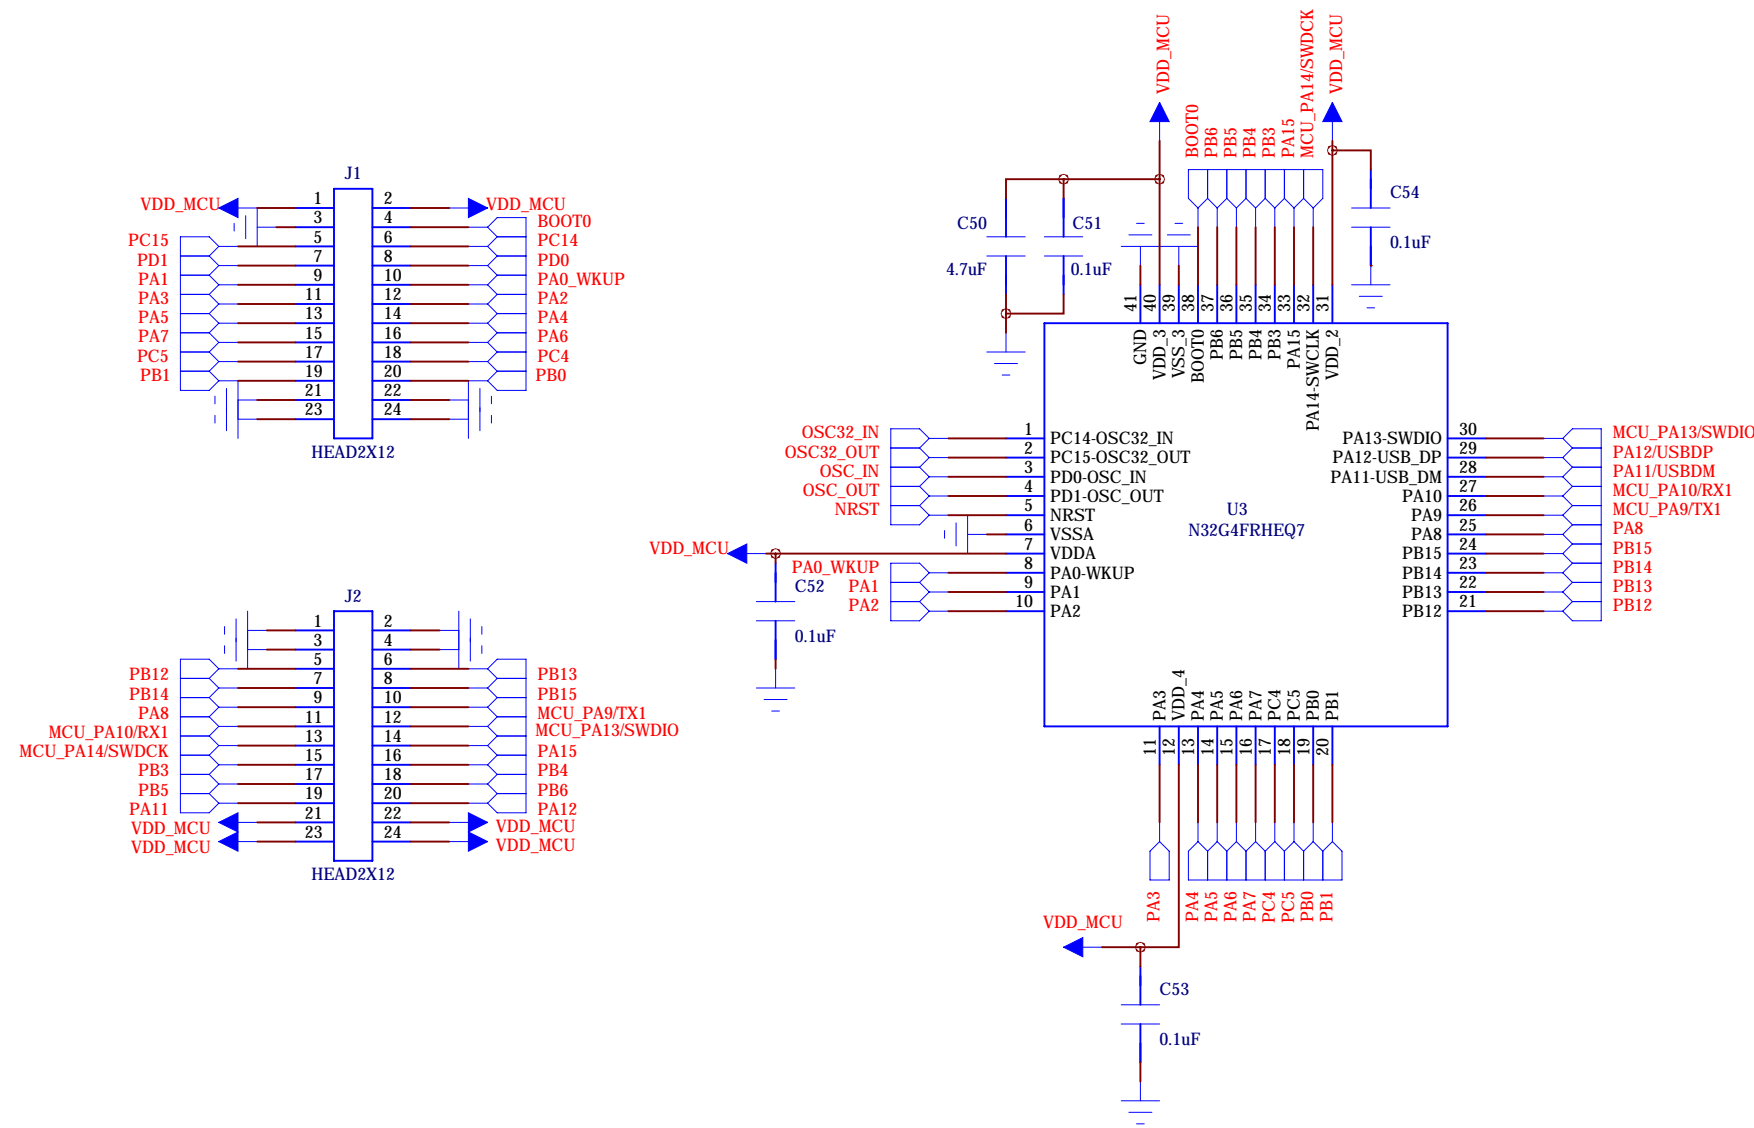 J1
VDD_MCU 1 2 VDD_MCU
3 4 BOOT0
PC15 5 6 PC14
PD1 7 8 PD0
PA1 9 10 PA0_WKUP
PA3 11 12 PA2
PA5 13 14 PA4
PA7 15 16 PA6
PC5 17 18 PC4
PB1 19 20 PB0
21 22
23 24
HEAD2X12
J2
1 2
3 4
PB12 5 6 PB13
PB14 7 8 PB15
PA8 9 10 MCU_PA9/TX1
MCU_PA10/RX1 11 12 MCU_PA13/SWDIO
MCU_PA14/SWDCK 13 14 PA15
PB3 15 16 PB4
PB5 17 18 PB6
PA11 19 20 PA12
VDD_MCU 21 22 VDD_MCU
VDD_MCU 23 24 VDD_MCU
HEAD2X12
VDD_MCU
BOOT0
PB6
PB5
PB4
PB3
PA15
MCU_PA14/SWDCK
VDD_MCU
C50
4.7uF
C51
0.1uF
C54
0.1uF
41 GND
40 VDD_3
39 VSS_3
38 BOOT0
37 PB6
36 PB5
35 PB4
34 PB3
33 PA15
32 PA14-SWCLK
31 VDD_2
OSC32_IN 1 PC14-OSC32_IN
OSC32_OUT 2 PC15-OSC32_OUT
OSC_IN 3 PD0-OSC_IN
OSC_OUT 4 PD1-OSC_OUT
NRST 5 NRST
6 VSSA
VDD_MCU 7 VDDA
PA0_WKUP 8 PA0-WKUP
PA1 9 PA1
PA2 10 PA2
C52
0.1uF
U3
N32G4FRHEQ7
PA13-SWDIO 30 MCU_PA13/SWDIO
PA12-USB_DP 29 PA12/USBDP
PA11-USB_DM 28 PA11/USBDM
PA10 27 MCU_PA10/RX1
PA9 26 MCU_PA9/TX1
PA8 25 PA8
PB15 24 PB15
PB14 23 PB14
PB13 22 PB13
PB12 21 PB12
PA3 11 PA3
VDD_4 12
PA4 13 PA4
PA5 14 PA5
PA6 15 PA6
PA7 16 PA7
PC4 17 PC4
PC5 18 PC5
PB0 19 PB0
PB1 20 PB1
VDD_MCU
C53
0.1uF